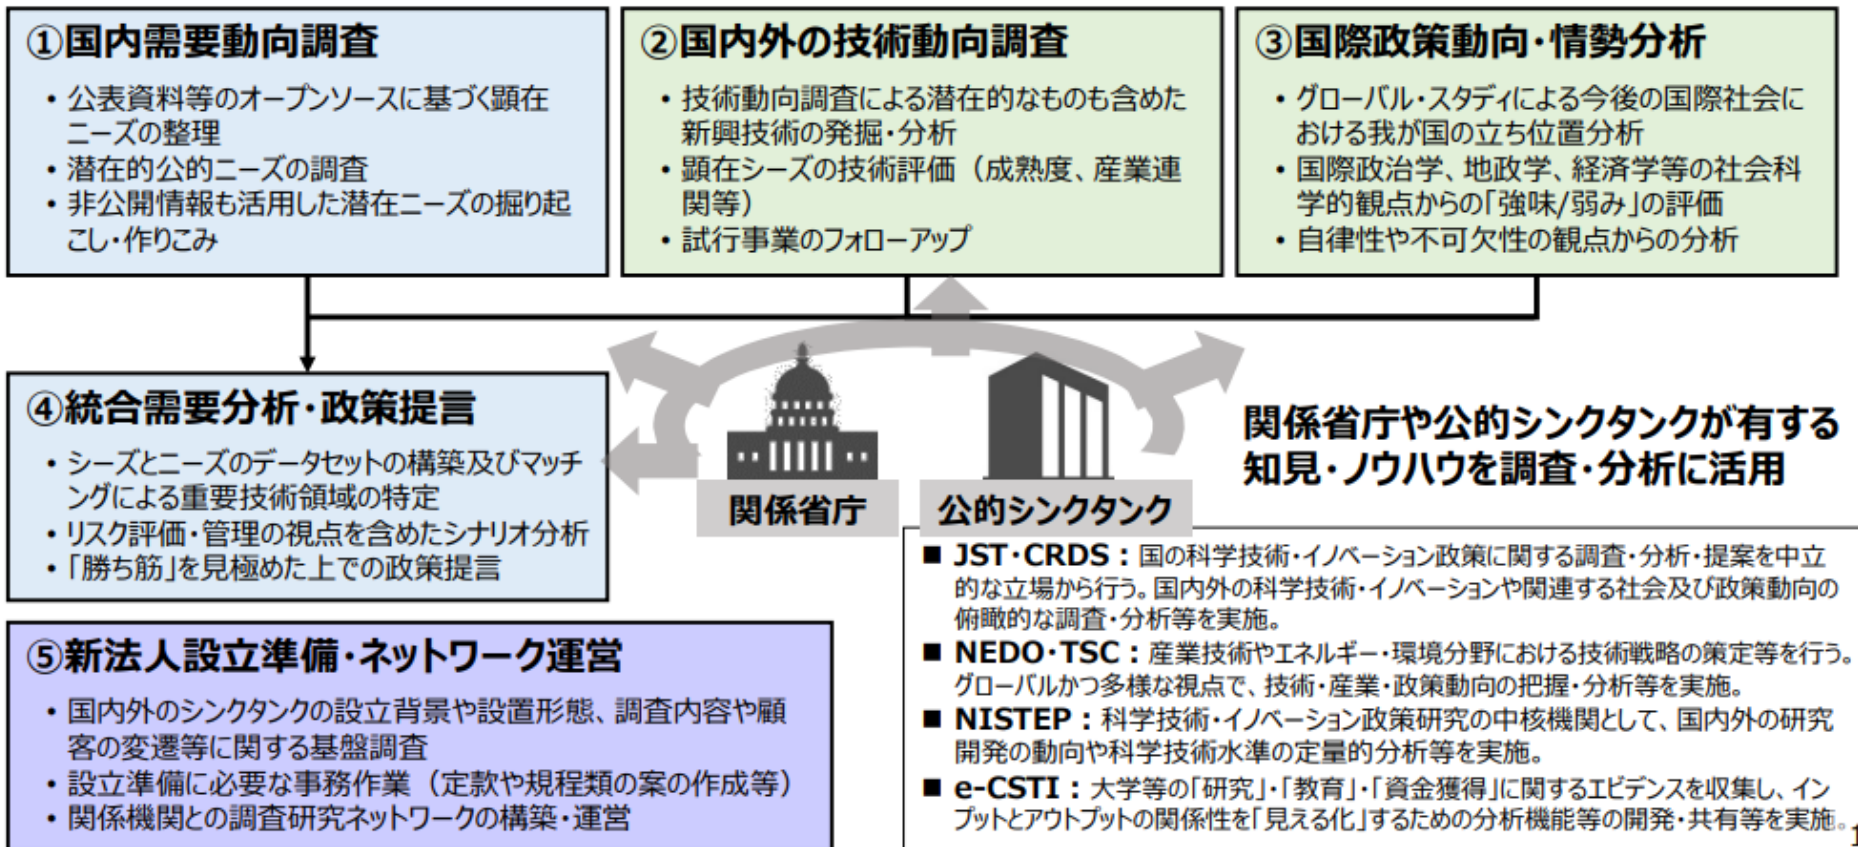 ①国内需要動向調査
・公表資料等のオープンソースに基づく顕在
ニーズの整理
・潜在的公的ニーズの調査
・非公開情報も活用した潜在ニーズの掘り起
こし・作りこみ
②国内外の技術動向調査
・技術動向調査による潜在的なものも含めた
新興技術の発掘・分析
・顕在シーズの技術評価（成熟度、産業連
関等）
・試行事業のフォローアップ
③国際政策動向・情勢分析
・グローバル・スタディによる今後の国際社会に
おける我が国の立ち位置分析
・国際政治学、地政学、経済学等の社会科
学的観点からの「強味/弱み」の評価
・自律性や不可欠性の観点からの分析
④統合需要分析・政策提言
・シーズとニーズのデータセットの構築及びマッチ
ングによる重要技術領域の特定
・リスク評価・管理の視点を含めたシナリオ分析
・「勝ち筋」を見極めた上での政策提言
関係省庁
公的シンクタンク
関係省庁や公的シンクタンクが有する
知見・ノウハウを調査・分析に活用
⑤新法人設立準備・ネットワーク運営
・国内外のシンクタンクの設立背景や設置形態、調査内容や顧
客の変遷等に関する基盤調査
・設立準備に必要な事務作業（定款や規程類の案の作成等）
・関係機関との調査研究ネットワークの構築・運営
■ JST・CRDS：国の科学技術・イノベーション政策に関する調査・分析・提案を中立
的な立場から行う。国内外の科学技術・イノベーションや関連する社会及び政策動向の
俯瞰的な調査・分析等を実施。
■ NEDO・TSC：産業技術やエネルギー・環境分野における技術戦略の策定等を行う。
グローバルかつ多様な視点で、技術・産業・政策動向の把握・分析等を実施。
■ NISTEP：科学技術・イノベーション政策研究の中核機関として、国内外の研究
開発の動向や科学技術水準の定量的分析等を実施。
■ e-CSTI：大学等の「研究」・「教育」・「資金獲得」に関するエビデンスを収集し、イン
プットとアウトプットの関係性を「見える化」するための分析機能等の開発・共有等を実施。